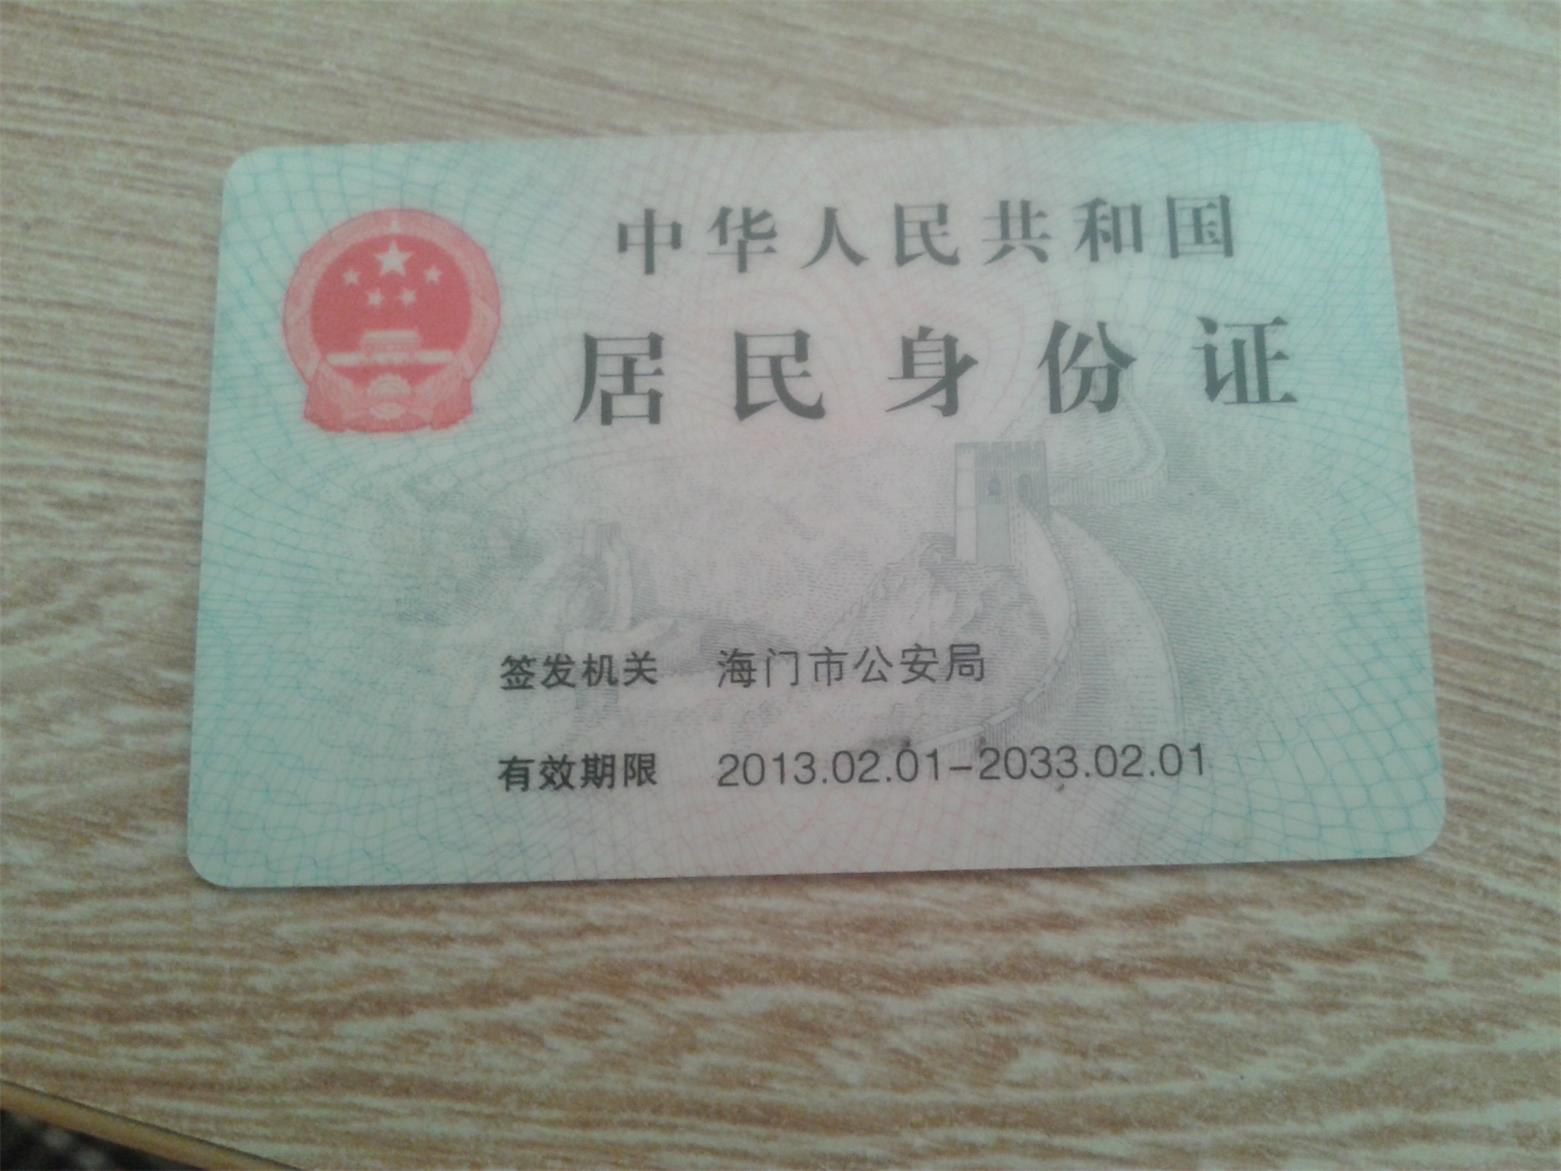 中华人民共和国
居民身份证
签发机关 海门市公安局
有效期限 2013.02.01-2033.02.01